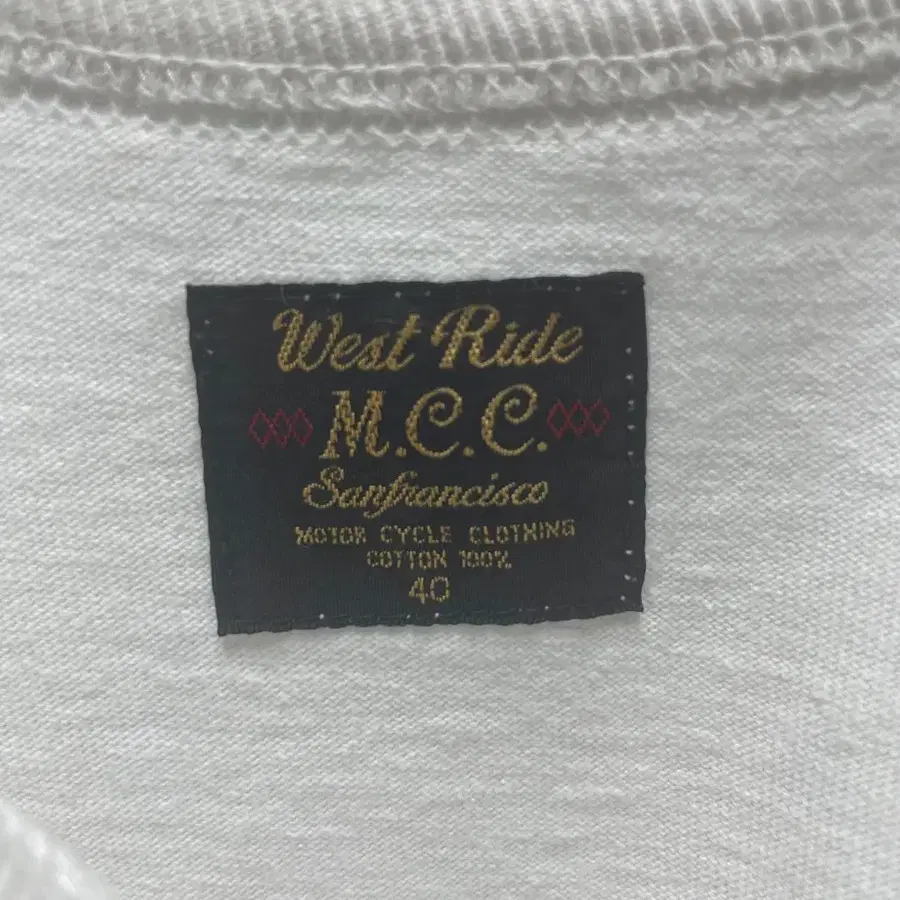 West Ride
M.C.C.
Sanfrancisco
MOTOR CYCLE CLOTHING
COTTON 100%
40